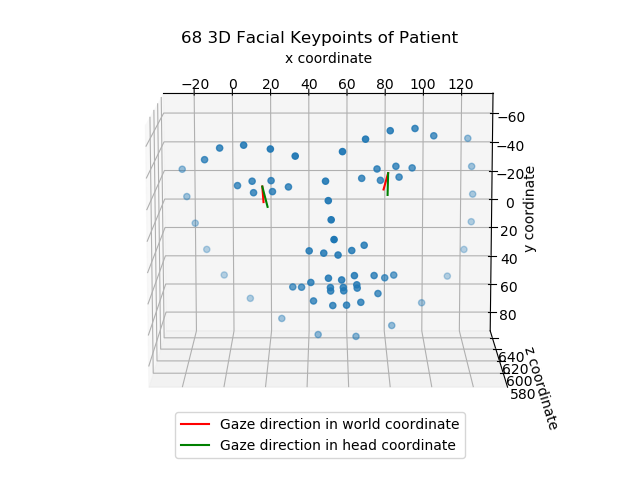 68 3D Facial Keypoints of Patient
x coordinate
−20 0 20 40 60 80 100 120
−60
−40
−20
0
20
40
60
80
y coordinate
640
620
600
580
z coordinate
Gaze direction in world coordinate
Gaze direction in head coordinate